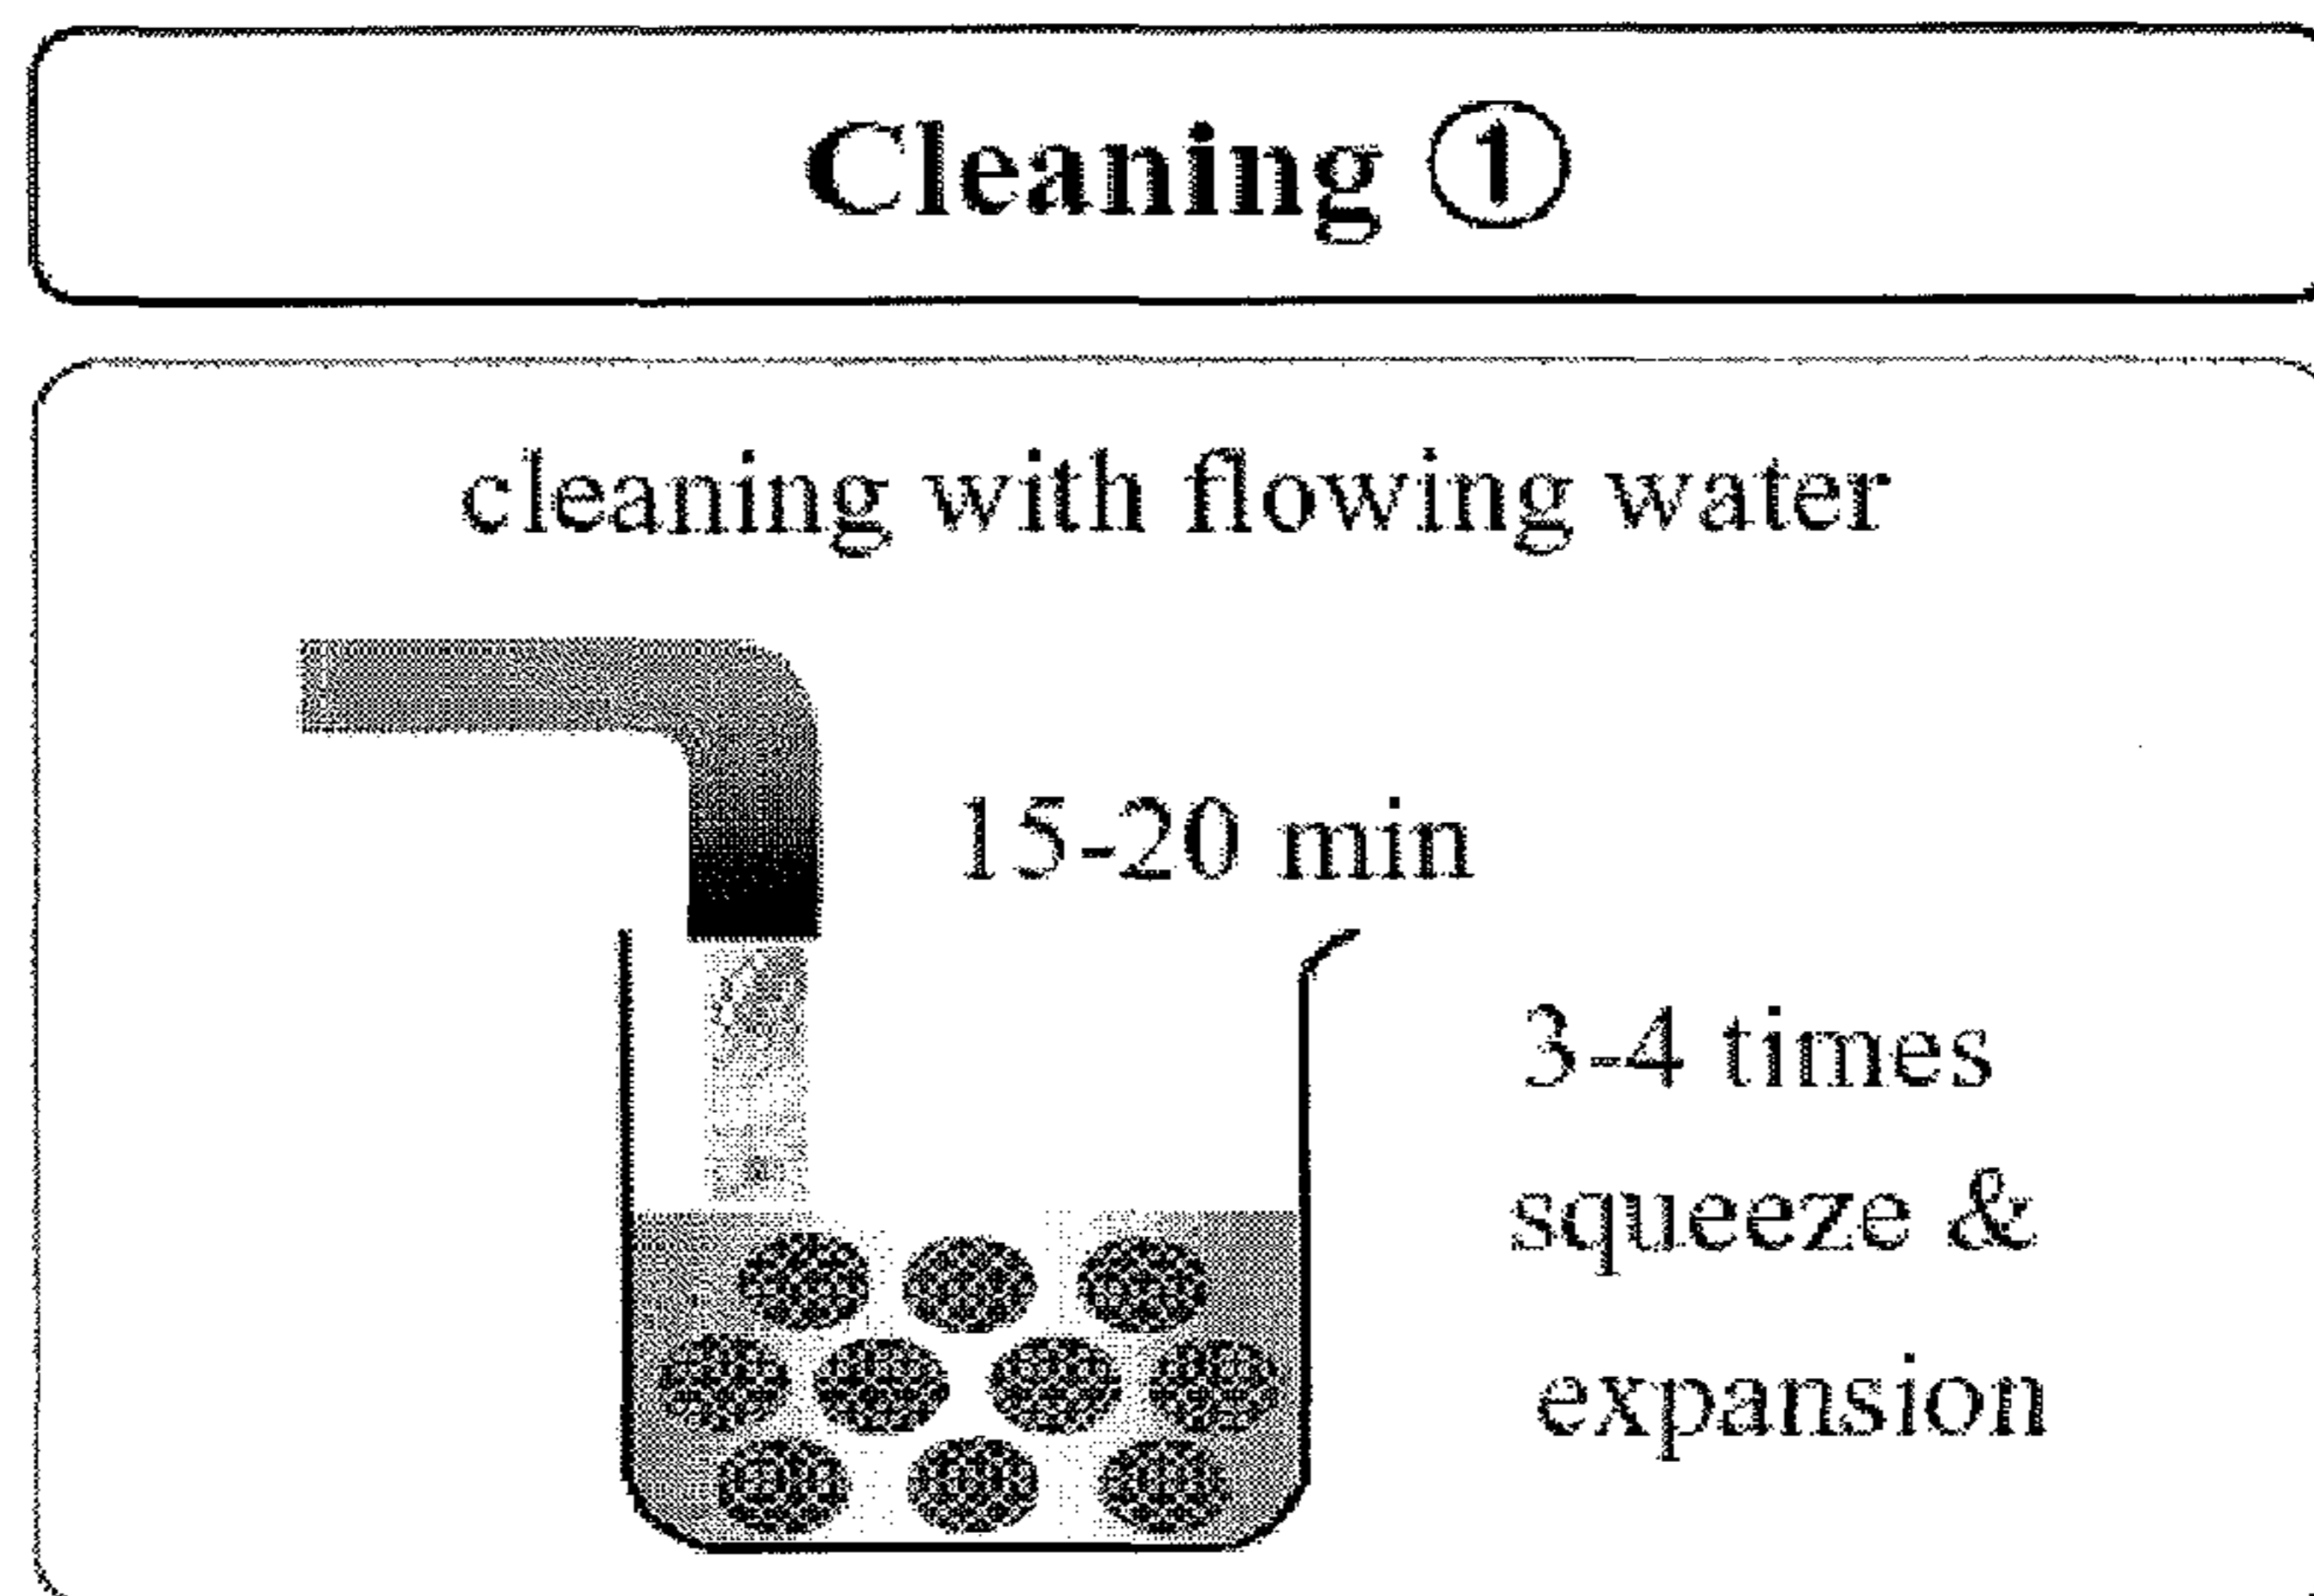 Cleaning ①
cleaning with flowing water
15-20 min
3-4 times
squeeze &
expansion